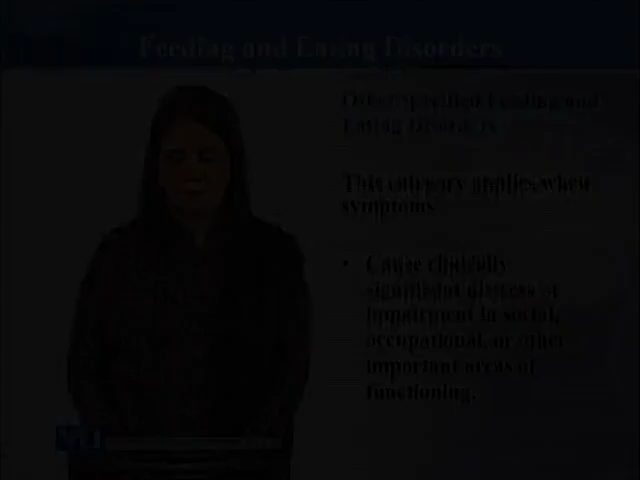 Feeding and Eating Disorders
Other Specified Feeding and
Eating Disorders
This category applies when
symptoms
• Cause clinically
significant distress or
impairment in social,
occupational, or other
important areas of
functioning.